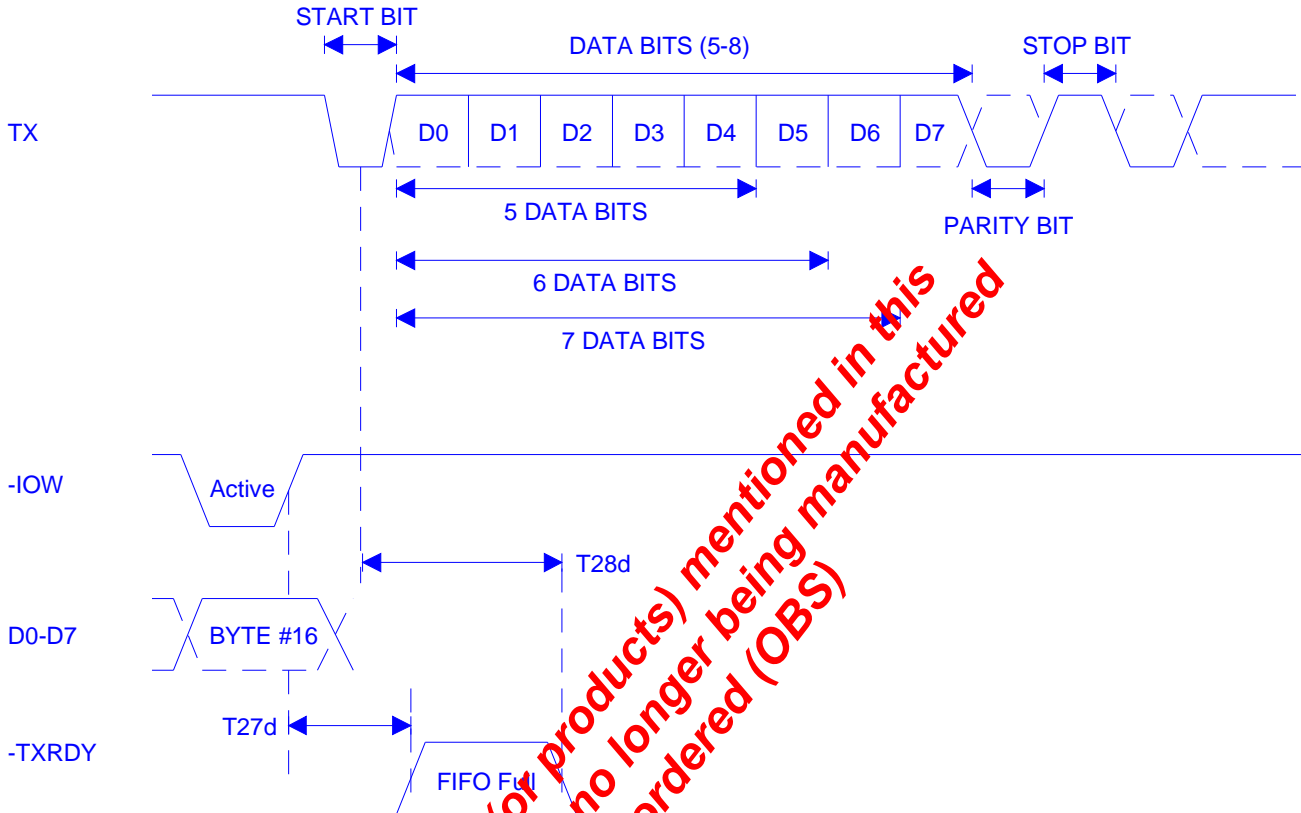 START BIT
DATA BITS (5-8)
STOP BIT
TX
D0 D1 D2 D3 D4 D5 D6 D7
5 DATA BITS
PARITY BIT
6 DATA BITS
7 DATA BITS
-IOW
Active
T28d
D0-D7
BYTE #16
T27d
-TXRDY
FIFO Full
(or products) mentioned in this
no longer being manufactured
ordered (OBS)